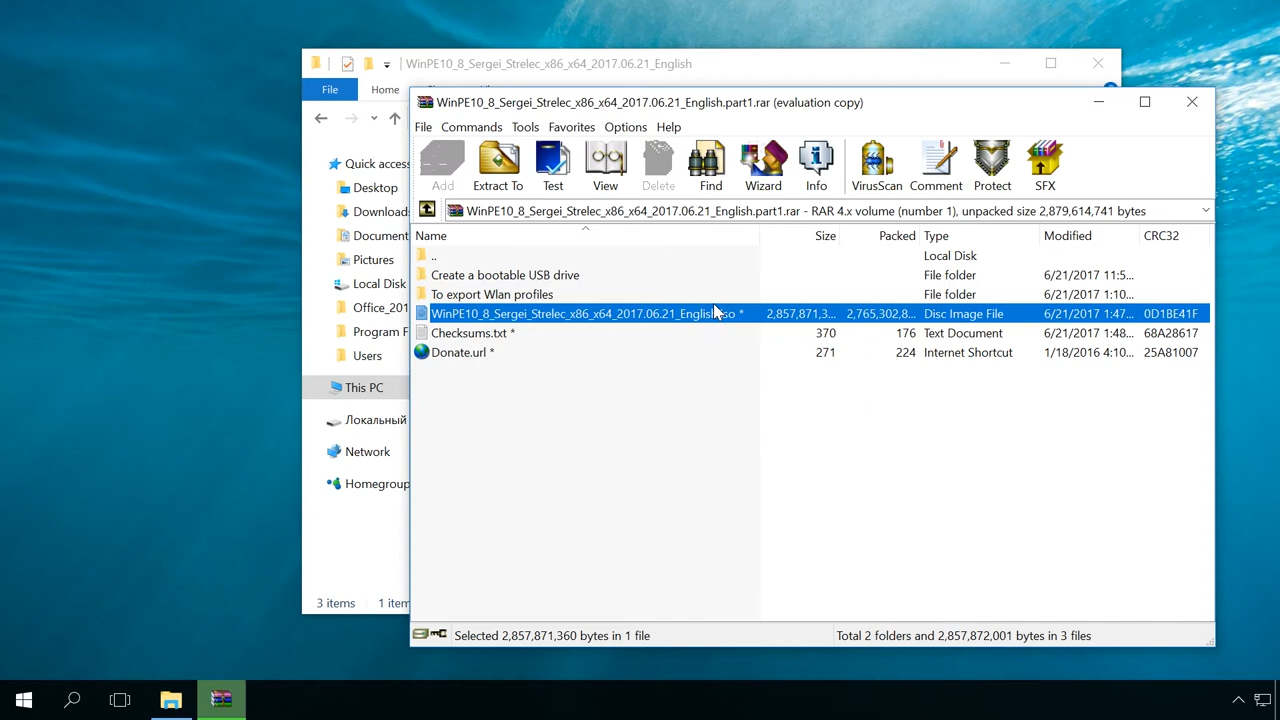 WinPE10_8_Sergei_Strelec_x86_x64_2017.06.21_English
File Home
WinPE10_8_Sergei_Strelec_x86_x64_2017.06.21_English.part1.rar (evaluation copy)
File Commands Tools Favorites Options Help
Add Extract To Test View Delete Find Wizard Info VirusScan Comment Protect SFX
WinPE10_8_Sergei_Strelec_x86_x64_2017.06.21_English.part1.rar - RAR 4.x volume (number 1), unpacked size 2,879,614,741 bytes
Name Size Packed Type Modified CRC32
.. Local Disk
Create a bootable USB drive File folder 6/21/2017 11:5...
To export Wlan profiles File folder 6/21/2017 1:10...
WinPE10_8_Sergei_Strelec_x86_x64_2017.06.21_English.iso * 2,857,871,3... 2,765,302,8... Disc Image File 6/21/2017 1:47... 0D1BE41F
Checksums.txt * 370 176 Text Document 6/21/2017 1:48... 68A28617
Donate.url * 271 224 Internet Shortcut 1/18/2016 4:10... 25A81007
Quick access
Desktop
Download
Document
Pictures
Local Disk
Office_201
Program F
Users
This PC
Локальный
Network
Homegroup
3 items 1 item
Selected 2,857,871,360 bytes in 1 file
Total 2 folders and 2,857,872,001 bytes in 3 files